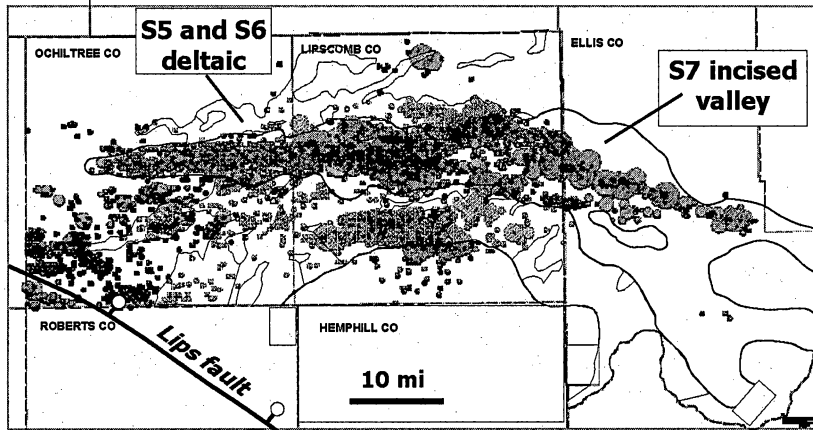 S5 and S6
deltaic
OCHILTREE CO
LIPSCOMB CO
ELLIS CO
S7 incised
valley
ROBERTS CO
Lips fault
HEMPHILL CO
10 mi